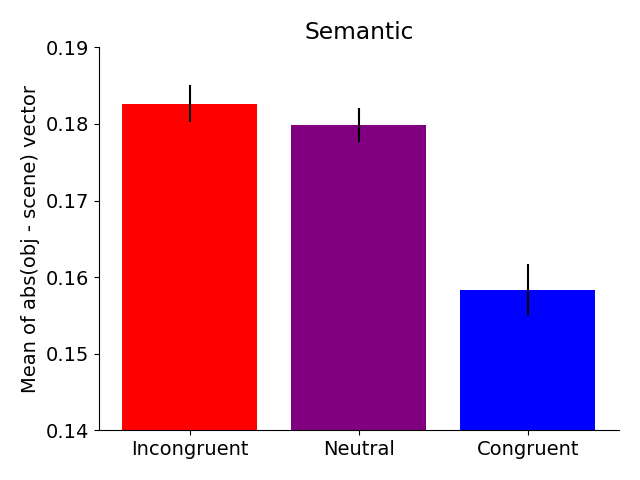 Semantic
Mean of abs(obj - scene) vector
0.19
0.18
0.17
0.16
0.15
0.14
Incongruent Neutral Congruent